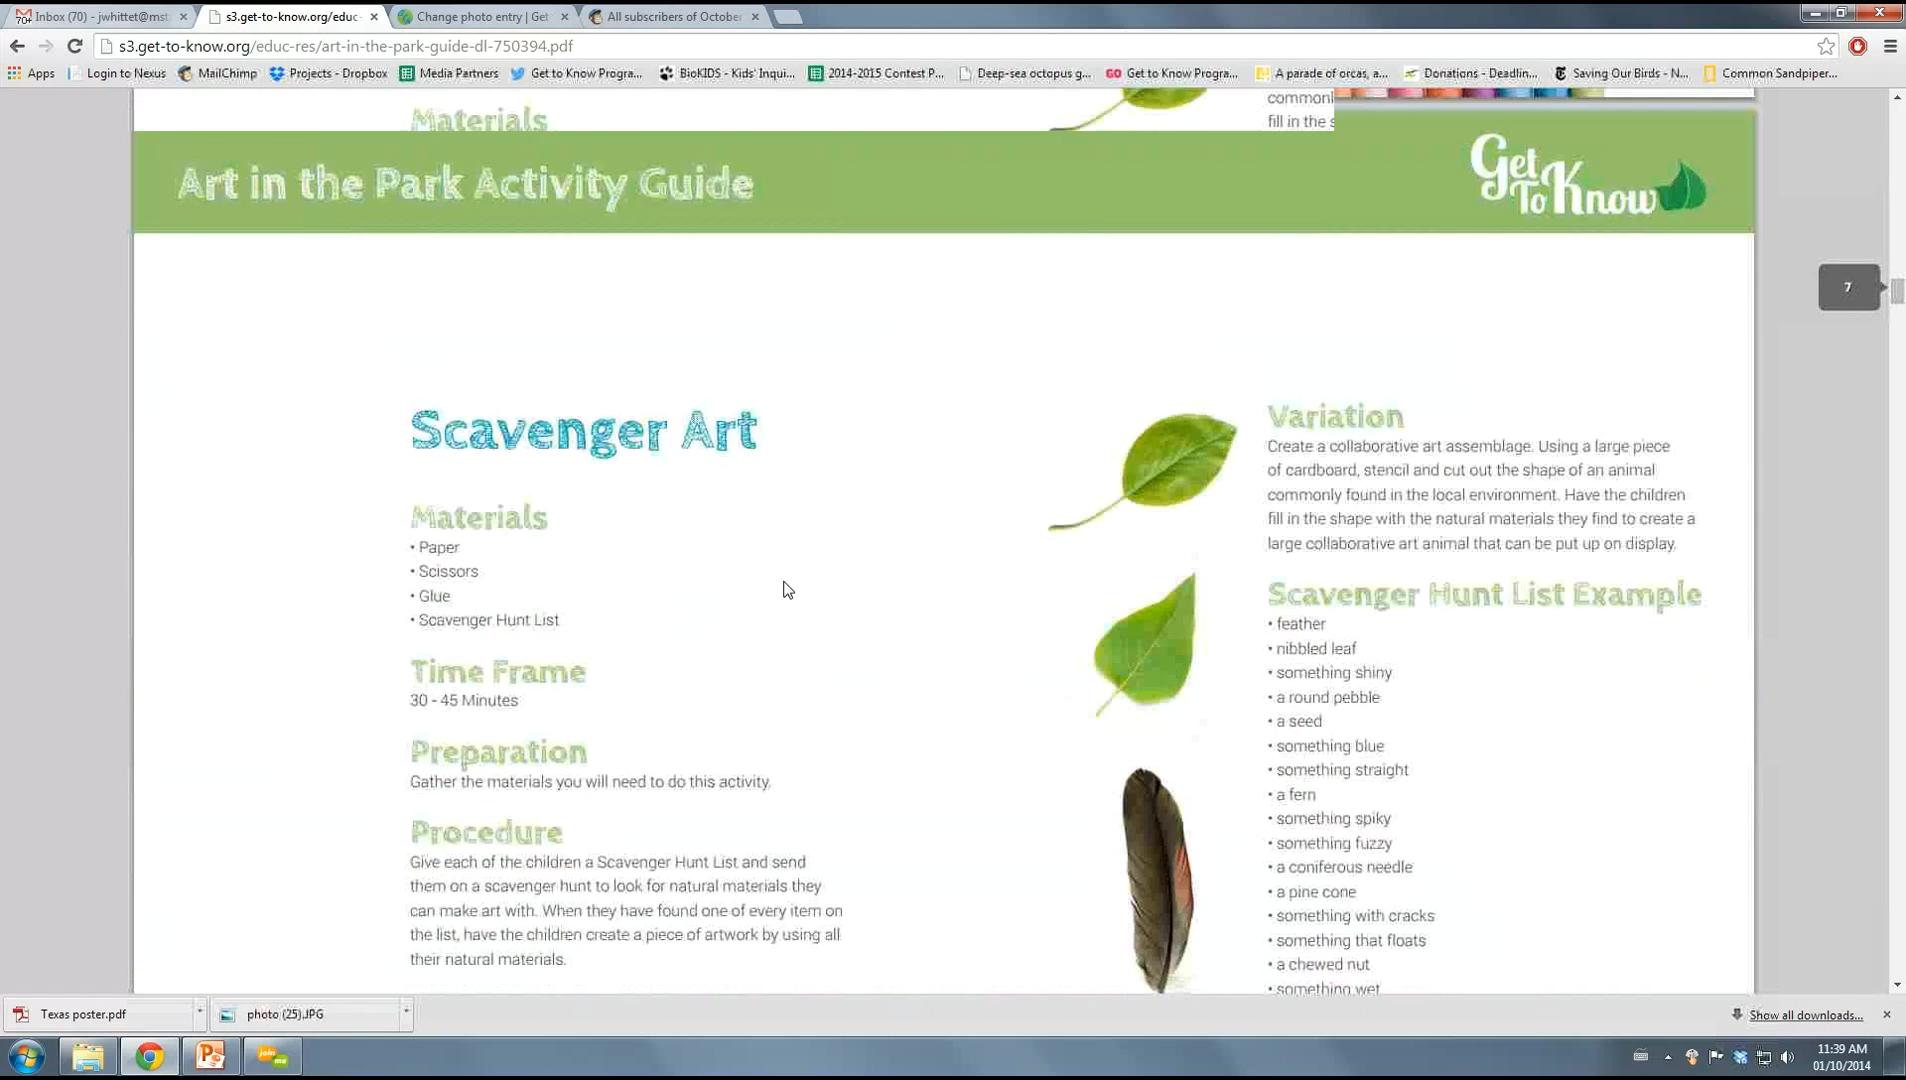 Inbox (70) - jwhittet@mst
s3.get-to-know.org/educ-
Change photo entry | Get
All subscribers of October
s3.get-to-know.org/educ-res/art-in-the-park-guide-dl-750394.pdf
Apps
Login to Nexus
MailChimp
Projects - Dropbox
Media Partners
Get to Know Progra...
BioKIDS - Kids' Inqui...
2014-2015 Contest P...
Deep-sea octopus g...
GO Get to Know Progra...
A parade of orcas, a...
Donations - Deadlin...
Saving Our Birds - N...
Common Sandpiper...
Materials
commonl
fill in the s
Art in the Park Activity Guide
Get To Know
7
Scavenger Art
Materials
• Paper
• Scissors
• Glue
• Scavenger Hunt List
Time Frame
30 - 45 Minutes
Preparation
Gather the materials you will need to do this activity.
Procedure
Give each of the children a Scavenger Hunt List and send
them on a scavenger hunt to look for natural materials they
can make art with. When they have found one of every item on
the list, have the children create a piece of artwork by using all
their natural materials.
Variation
Create a collaborative art assemblage. Using a large piece
of cardboard, stencil and cut out the shape of an animal
commonly found in the local environment. Have the children
fill in the shape with the natural materials they find to create a
large collaborative art animal that can be put up on display.
Scavenger Hunt List Example
• feather
• nibbled leaf
• something shiny
• a round pebble
• a seed
• something blue
• something straight
• a fern
• something spiky
• something fuzzy
• a coniferous needle
• a pine cone
• something with cracks
• something that floats
• a chewed nut
• something wet
Texas poster.pdf
photo (25).JPG
Show all downloads...
join me
11:39 AM
01/10/2014